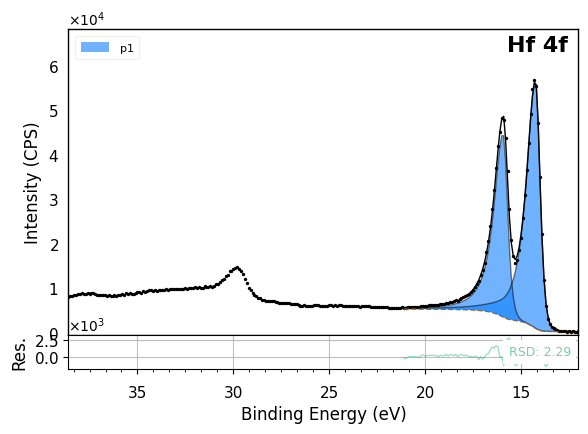 ×10⁴
Hf 4f
p1
Intensity (CPS)
6
5
4
3
2
1
0
×10³
Res.
2.5
0.0
RSD: 2.29
35
30
25
20
15
Binding Energy (eV)